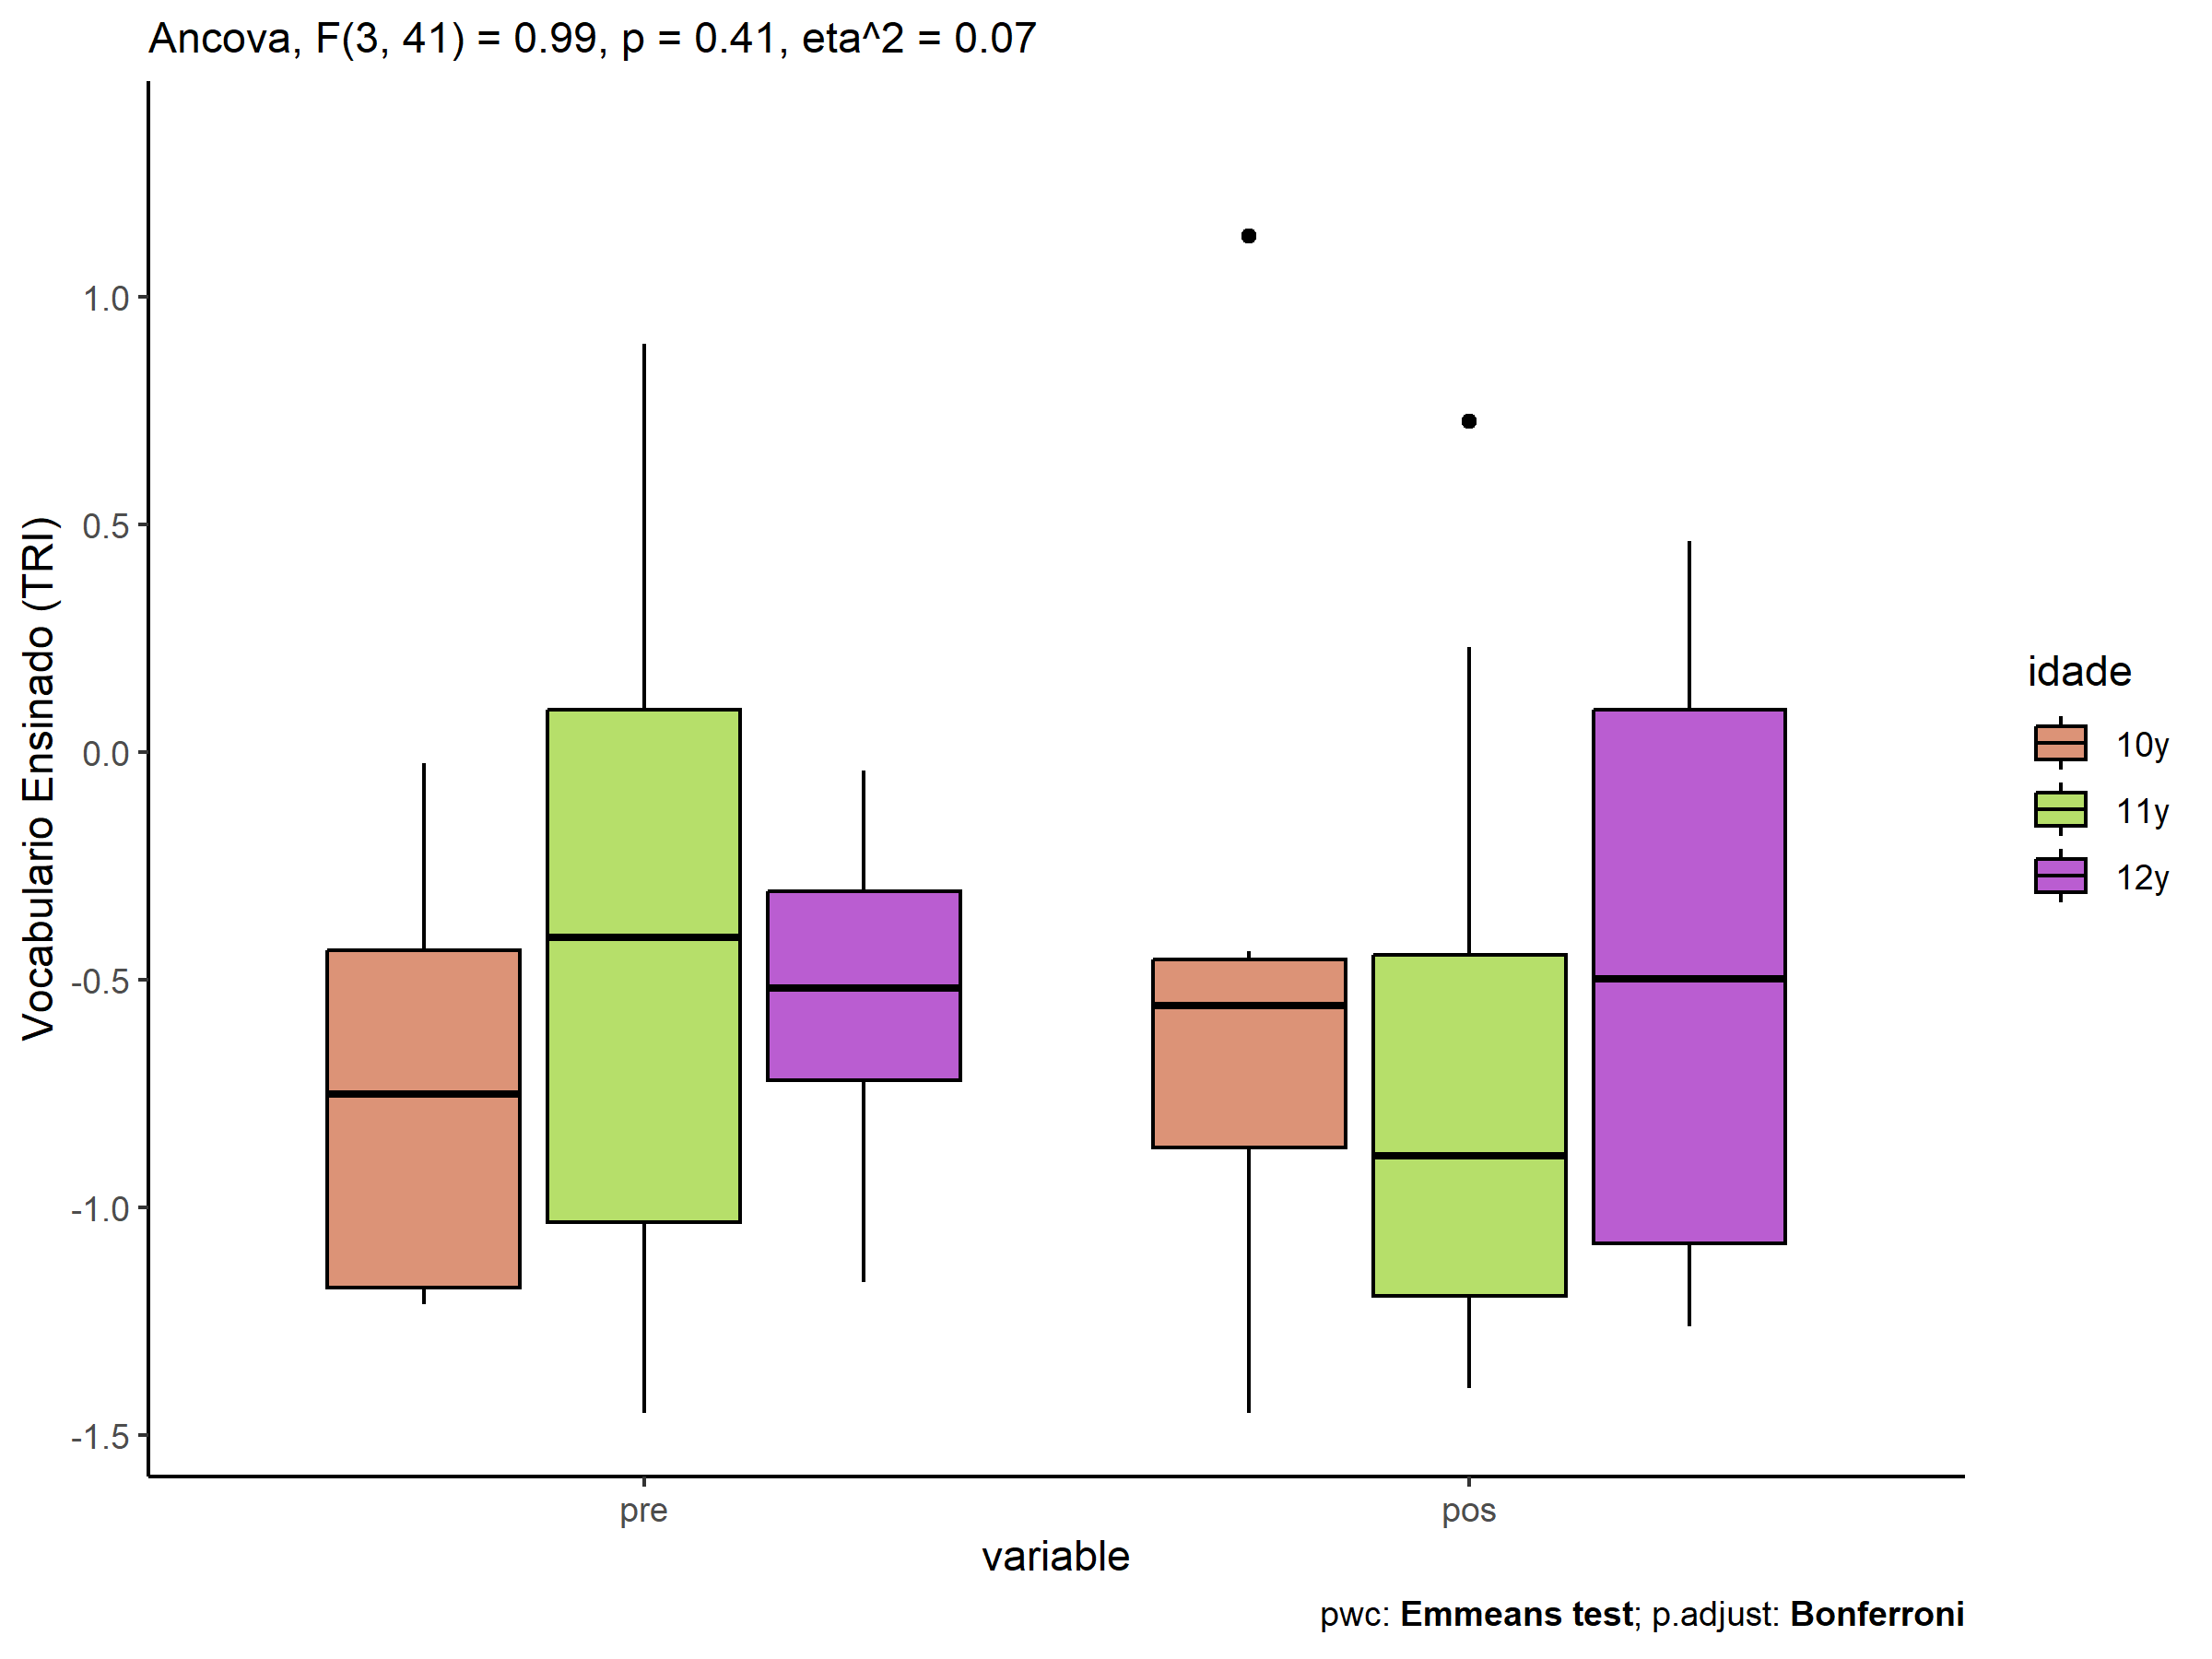 Ancova, F(3, 41) = 0.99, p = 0.41, eta^2 = 0.07
Vocabulario Ensinado (TRI)
1.0
0.5
0.0
-0.5
-1.0
-1.5
pre
pos
variable
idade
10y
11y
12y
pwc: Emmeans test; p.adjust: Bonferroni